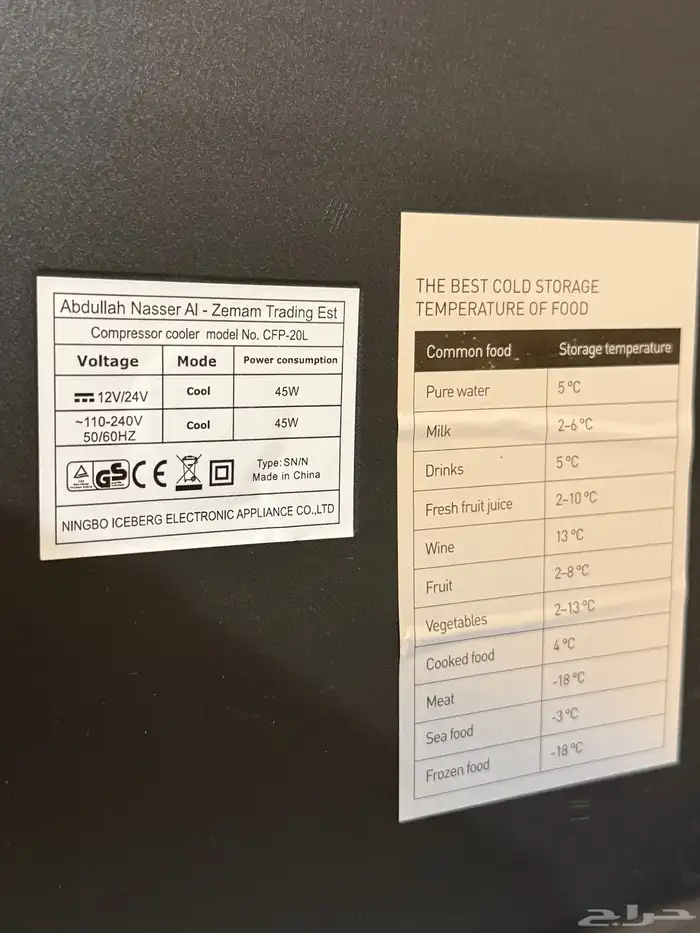 Abdullah Nasser Al - Zemam Trading Est
Compressor cooler model No. CFP-20L
Voltage Mode Power consumption
12V/24V Cool 45W
~110-240V 50/60HZ Cool 45W
GS CE
Type: SN/N
Made in China
NINGBO ICEBERG ELECTRONIC APPLIANCE CO.,LTD
THE BEST COLD STORAGE
TEMPERATURE OF FOOD
Common food Storage temperature
Pure water 5°C
Milk 2-6°C
Drinks 5°C
Fresh fruit juice 2-10°C
Wine 13°C
Fruit 2-8°C
Vegetables 2-13°C
Cooked food 4°C
Meat -18°C
Sea food -3°C
Frozen food -18°C
حراج